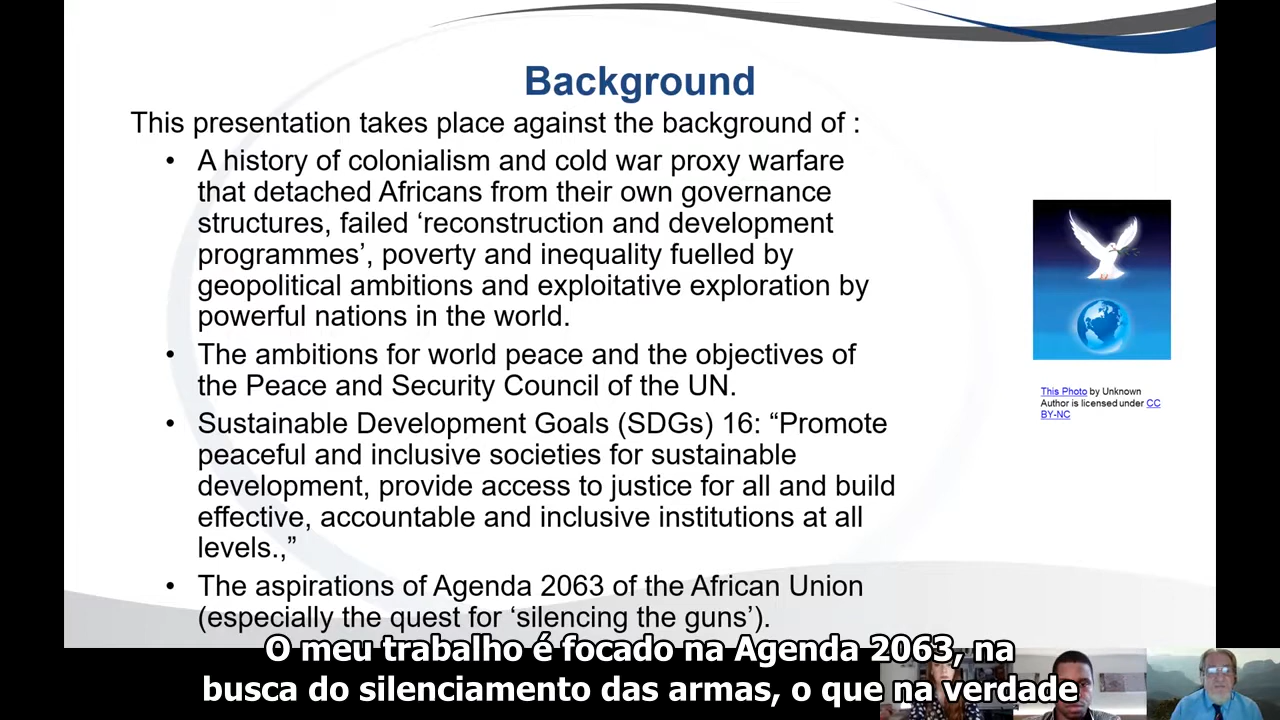 Background
This presentation takes place against the background of :
• A history of colonialism and cold war proxy warfare
that detached Africans from their own governance
structures, failed ‘reconstruction and development
programmes’, poverty and inequality fuelled by
geopolitical ambitions and exploitative exploration by
powerful nations in the world.
• The ambitions for world peace and the objectives of
the Peace and Security Council of the UN.
• Sustainable Development Goals (SDGs) 16: “Promote
peaceful and inclusive societies for sustainable
development, provide access to justice for all and build
effective, accountable and inclusive institutions at all
levels.,”
• The aspirations of Agenda 2063 of the African Union
(especially the quest for ‘silencing the guns’).
This Photo by Unknown
Author is licensed under CC
BY-NC
O meu trabalho é focado na Agenda 2063, na
busca do silenciamento das armas, o que na verdade